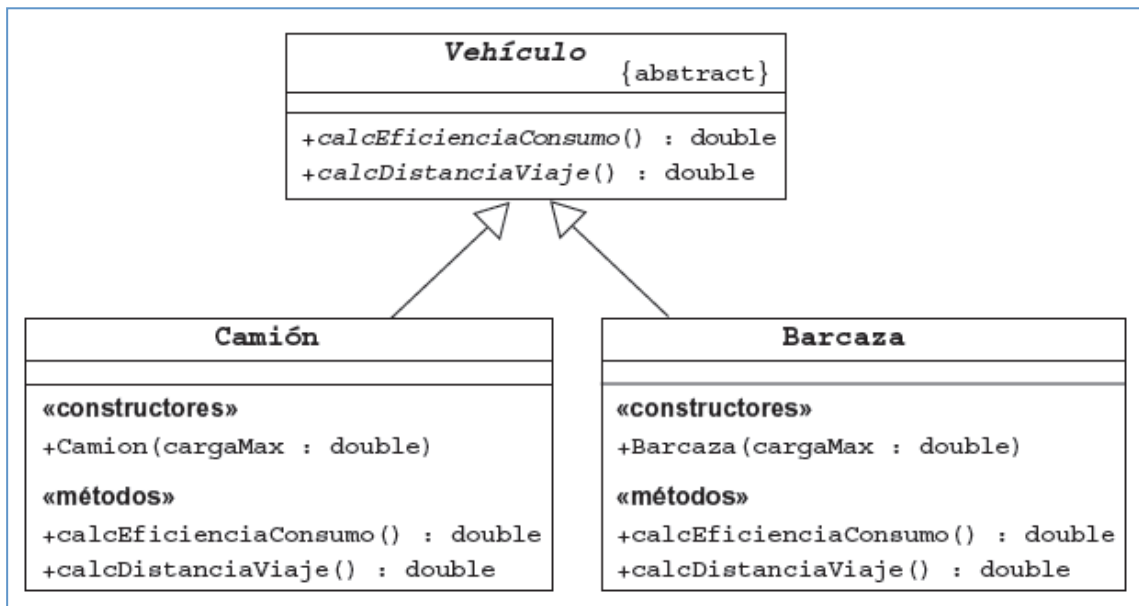 Vehículo
{abstract}
+calcEficienciaConsumo() : double
+calcDistanciaViaje() : double
Camión
«constructores»
+Camion(cargaMax : double)
«métodos»
+calcEficienciaConsumo() : double
+calcDistanciaViaje() : double
Barcaza
«constructores»
+Barcaza(cargaMax : double)
«métodos»
+calcEficienciaConsumo() : double
+calcDistanciaViaje() : double